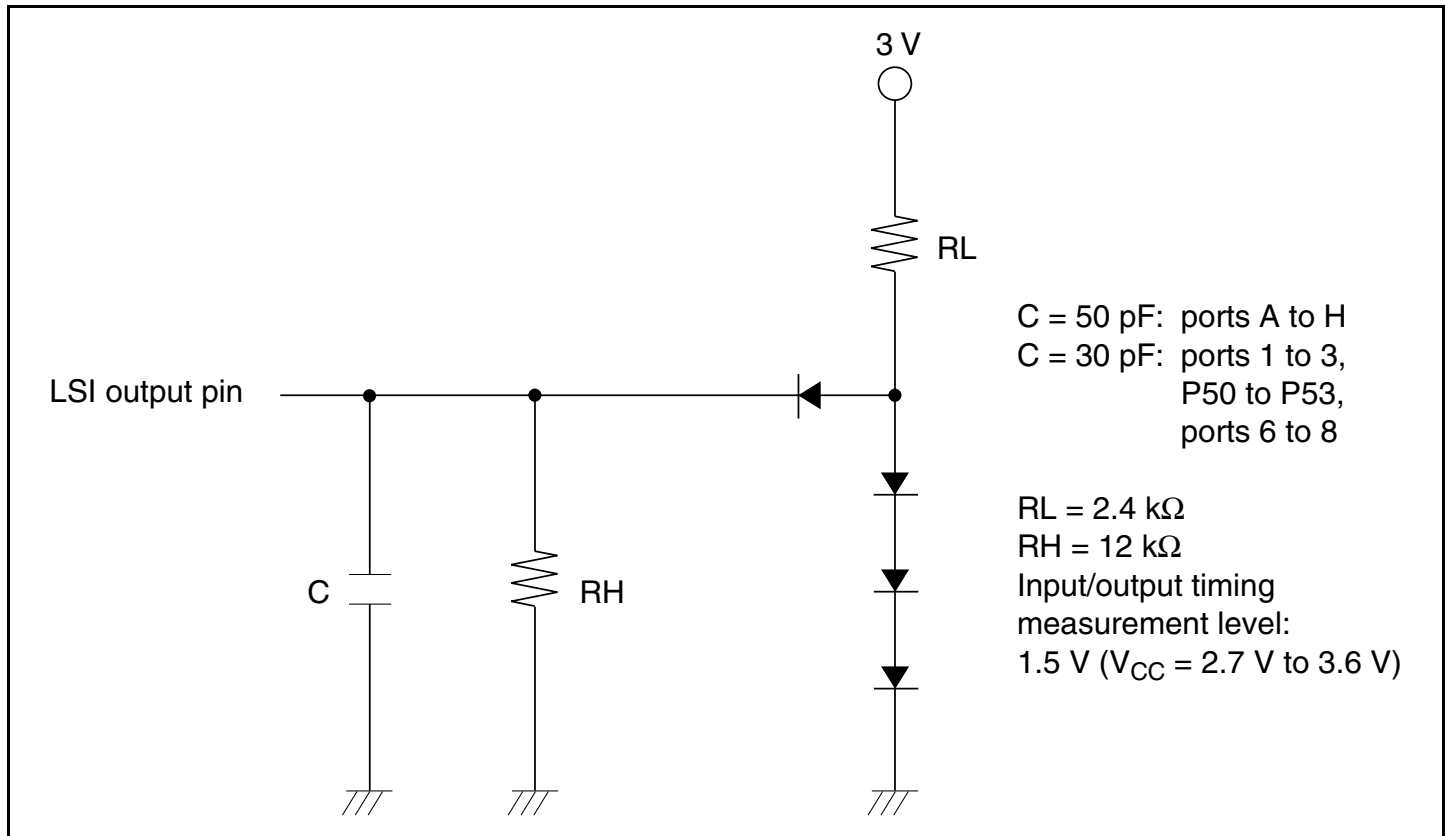 3 V
RL
C = 50 pF: ports A to H
C = 30 pF: ports 1 to 3,
P50 to P53,
ports 6 to 8
LSI output pin
RL = 2.4 kΩ
RH = 12 kΩ
Input/output timing
measurement level:
1.5 V (VCC = 2.7 V to 3.6 V)
C
RH